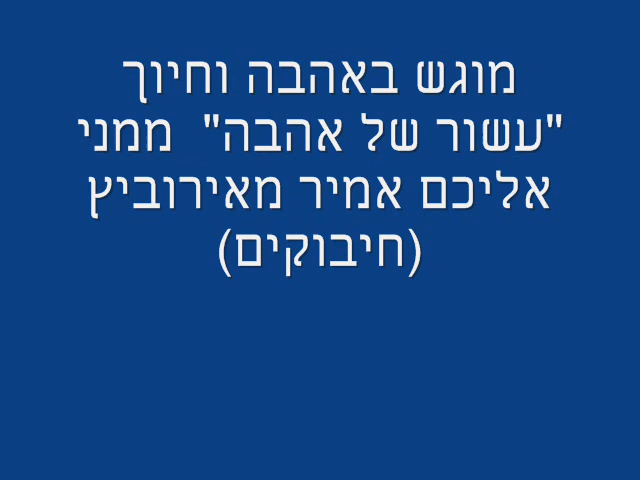 מוגש באהבה וחיוך
"עשור של אהבה"  ממני
אליכם אמיר מאירוביץ
(חיבוקים)